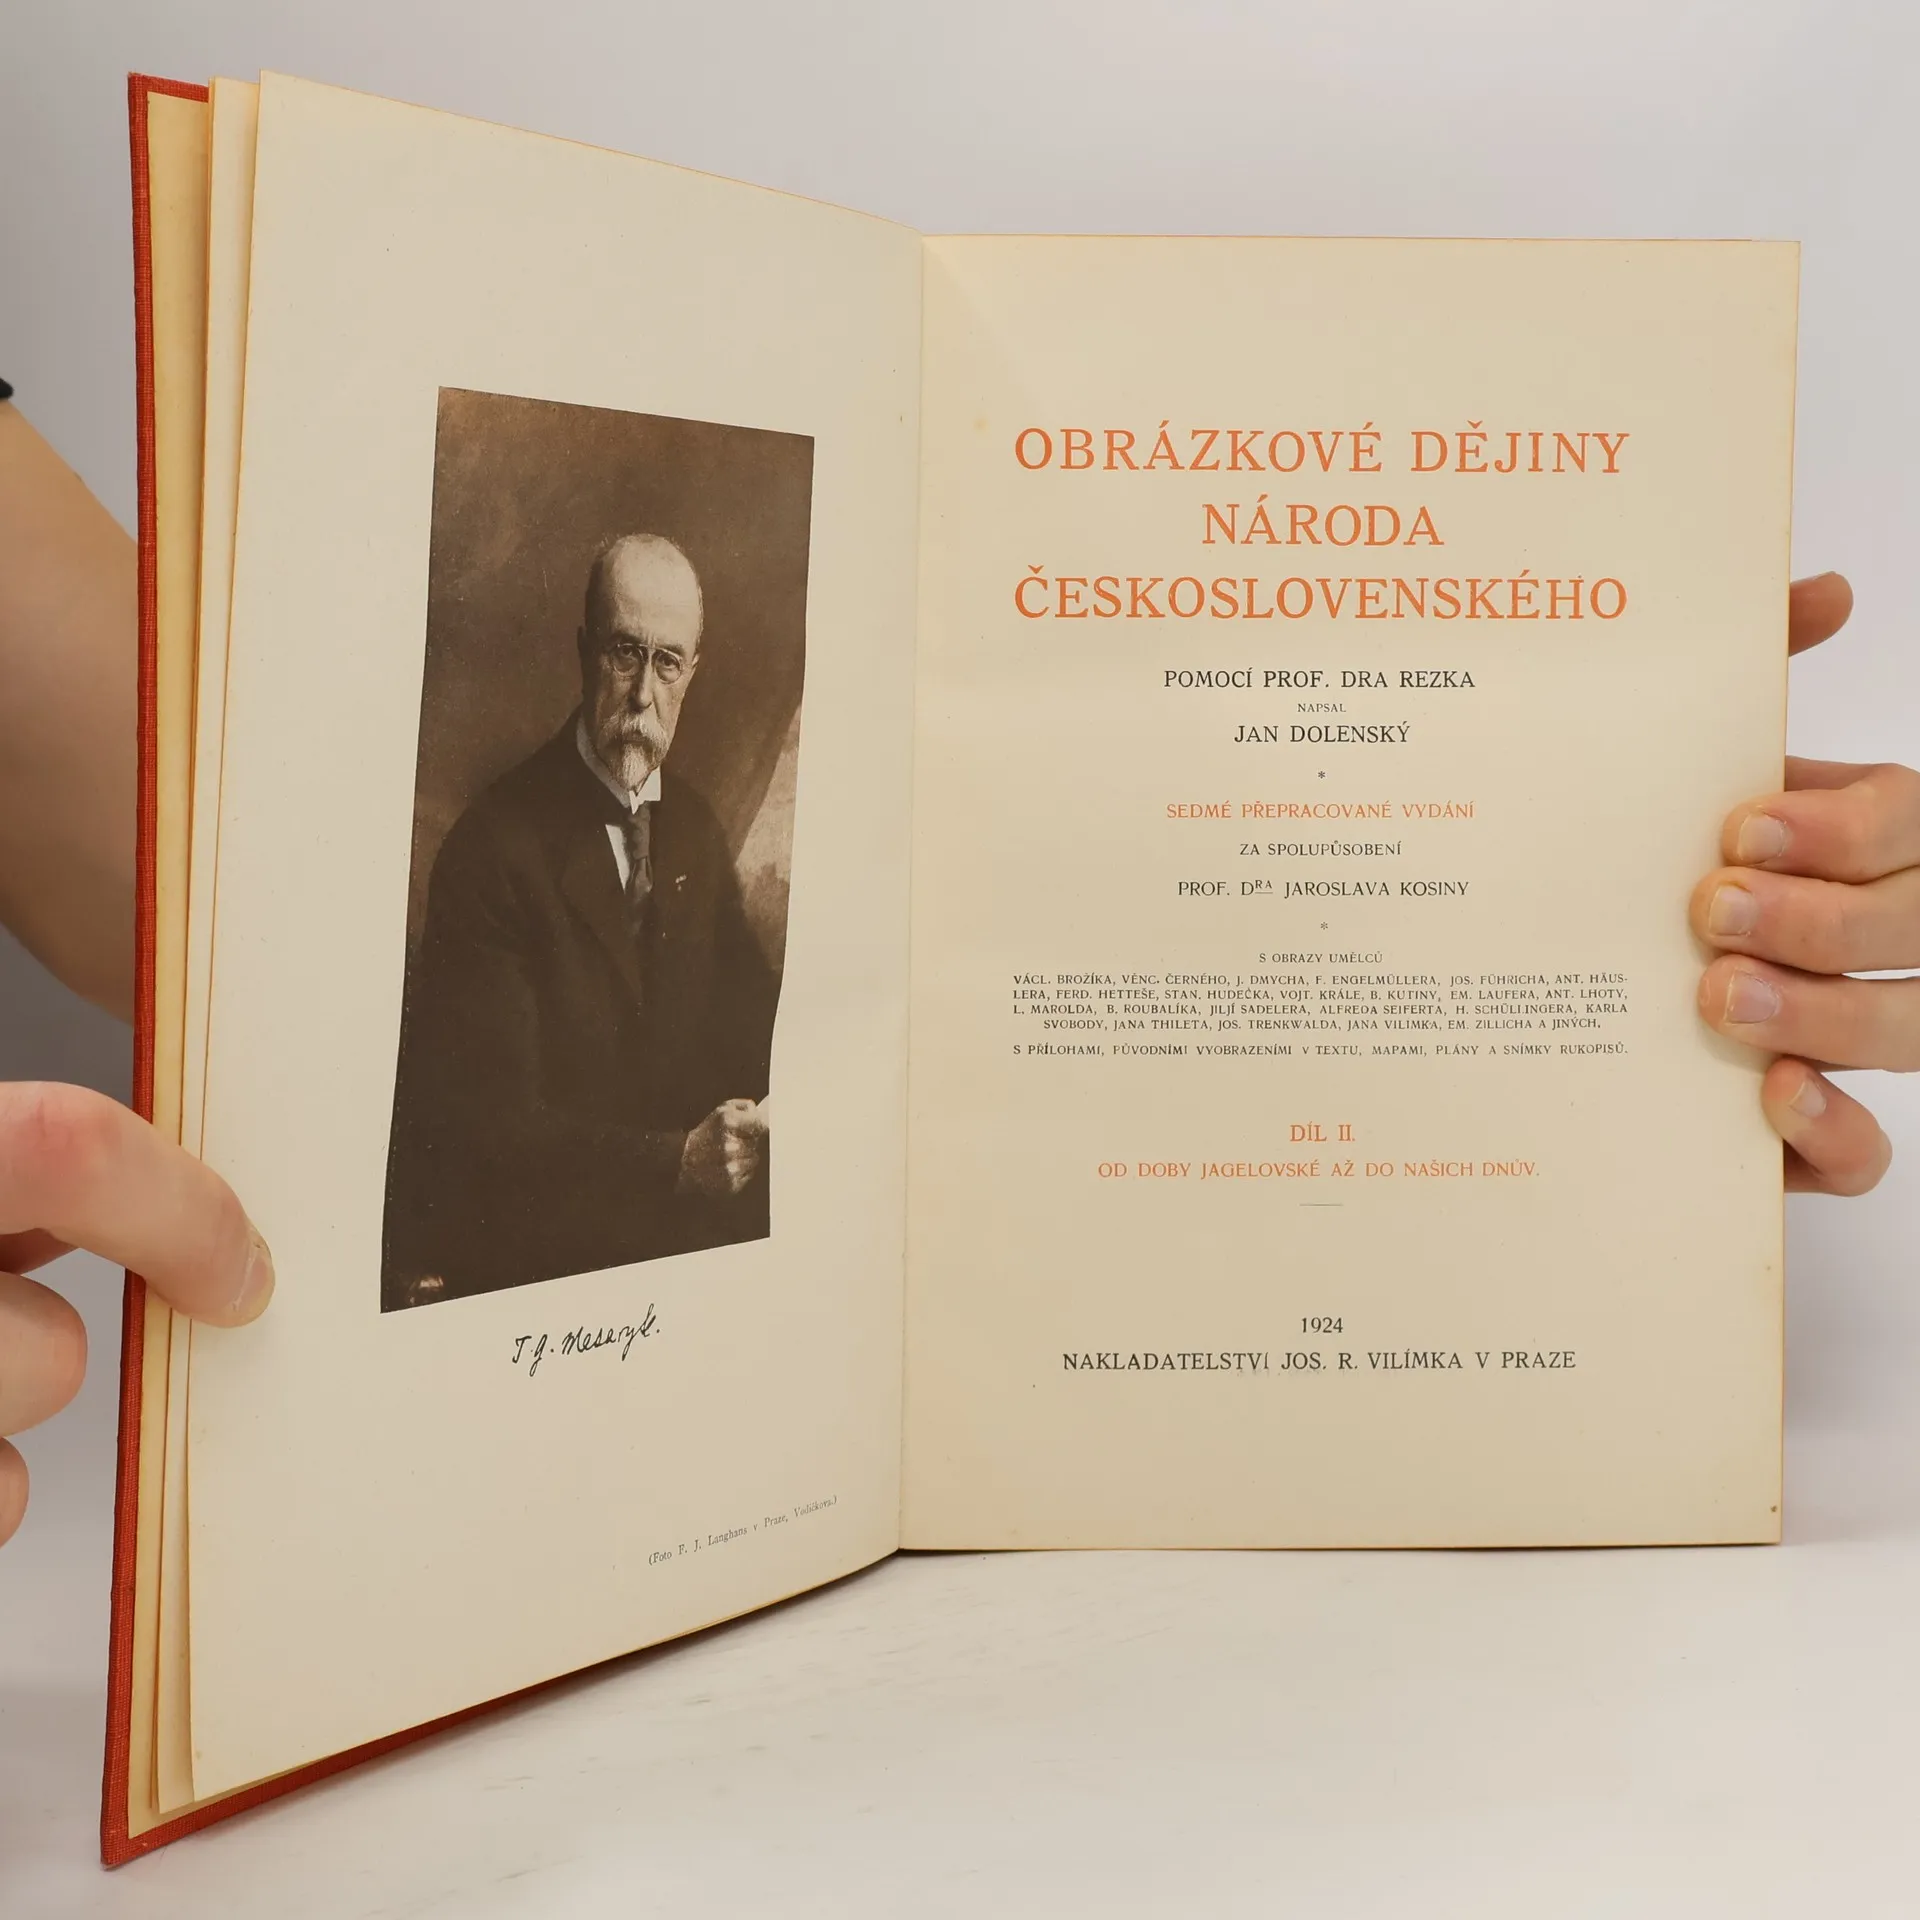 T. G. Masaryk.
(Foto F. J. Langhans v Praze, Vodičkova.)
OBRÁZKOVÉ DĚJINY
NÁRODA
ČESKOSLOVENSKÉHO
POMOCÍ PROF. DRA REZKA
NAPSAL
JAN DOLENSKÝ
*
SEDMÉ PŘEPRACOVANÉ VYDÁNÍ
ZA SPOLUPŮSOBENÍ
PROF. DRA JAROSLAVA KOSINY
*
S OBRAZY UMĚLCŮ
VÁCL. BROŽÍKA, VĚNC. ČERNÉHO, J. DMYCHA, F. ENGELMÜLLERA, JOS. FÜHRICHA, ANT. HÄUS-
LERA, FERD. HETTEŠE, STAN. HUDEČKA, VOJT. KRÁLE, B. KUTINY, EM. LAUFERA, ANT. LHOTY,
L. MAROLDA, B. ROUBALÍKA, JILJÍ SADELERA, ALFREDA SEIFERTA, H. SCHÜLLINGERA, KARLA
SVOBODY, JANA THILETA, JOS. TRENKWALDA, JANA VILIMKA, EM. ZILLICHA A JINÝCH.
S PŘÍLOHAMI, PŮVODNÍMI VYOBRAZENÍMI V TEXTU, MAPAMI, PLÁNY A SNÍMKY RUKOPISŮ.
DÍL II.
OD DOBY JAGELOVSKÉ AŽ DO NAŠICH DNŮV.
1924
NAKLADATELSTVÍ JOS. R. VILÍMKA V PRAZE